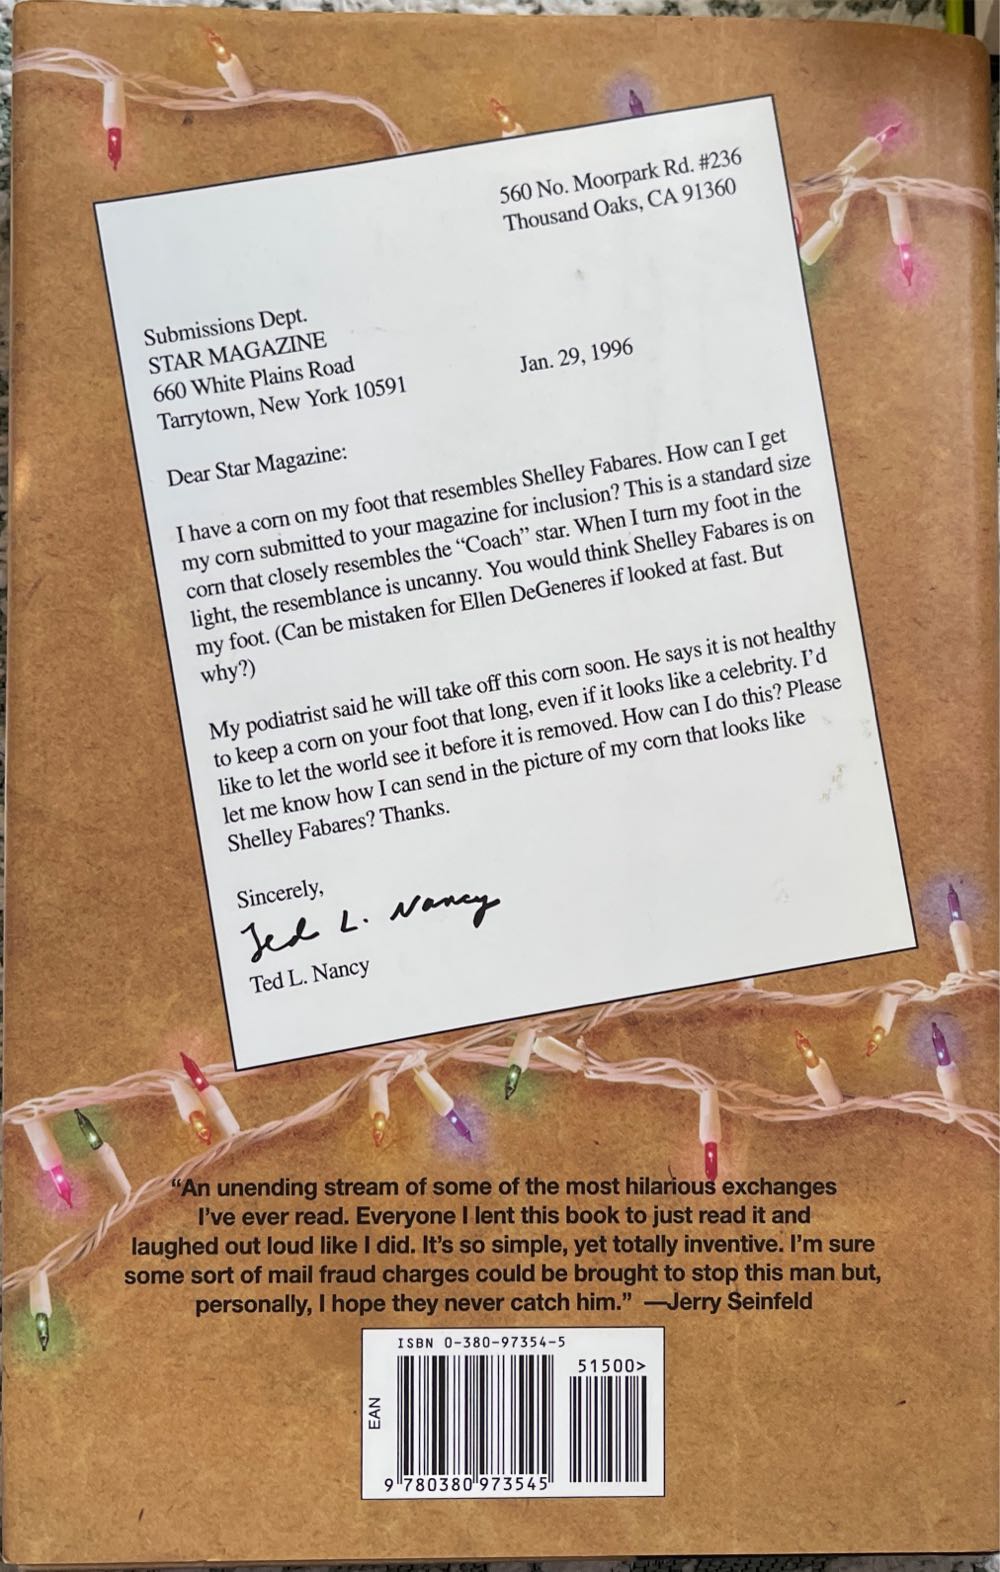 560 No. Moorpark Rd. #236
Thousand Oaks, CA 91360
Submissions Dept.
STAR MAGAZINE
660 White Plains Road
Tarrytown, New York 10591
Jan. 29, 1996
Dear Star Magazine:
I have a corn on my foot that resembles Shelley Fabares. How can I get
my corn submitted to your magazine for inclusion? This is a standard size
corn that closely resembles the “Coach” star. When I turn my foot in the
light, the resemblance is uncanny. You would think Shelley Fabares is on
my foot. (Can be mistaken for Ellen DeGeneres if looked at fast. But
why?)
My podiatrist said he will take off this corn soon. He says it is not healthy
to keep a corn on your foot that long, even if it looks like a celebrity. I’d
like to let the world see it before it is removed. How can I do this? Please
let me know how I can send in the picture of my corn that looks like
Shelley Fabares? Thanks.
Sincerely,
Ted L. Nancy
Ted L. Nancy
“An unending stream of some of the most hilarious exchanges
I’ve ever read. Everyone I lent this book to just read it and
laughed out loud like I did. It’s so simple, yet totally inventive. I’m sure
some sort of mail fraud charges could be brought to stop this man but,
personally, I hope they never catch him.” —Jerry Seinfeld
ISBN 0-380-97354-5
51500>
EAN
9 780380 973545